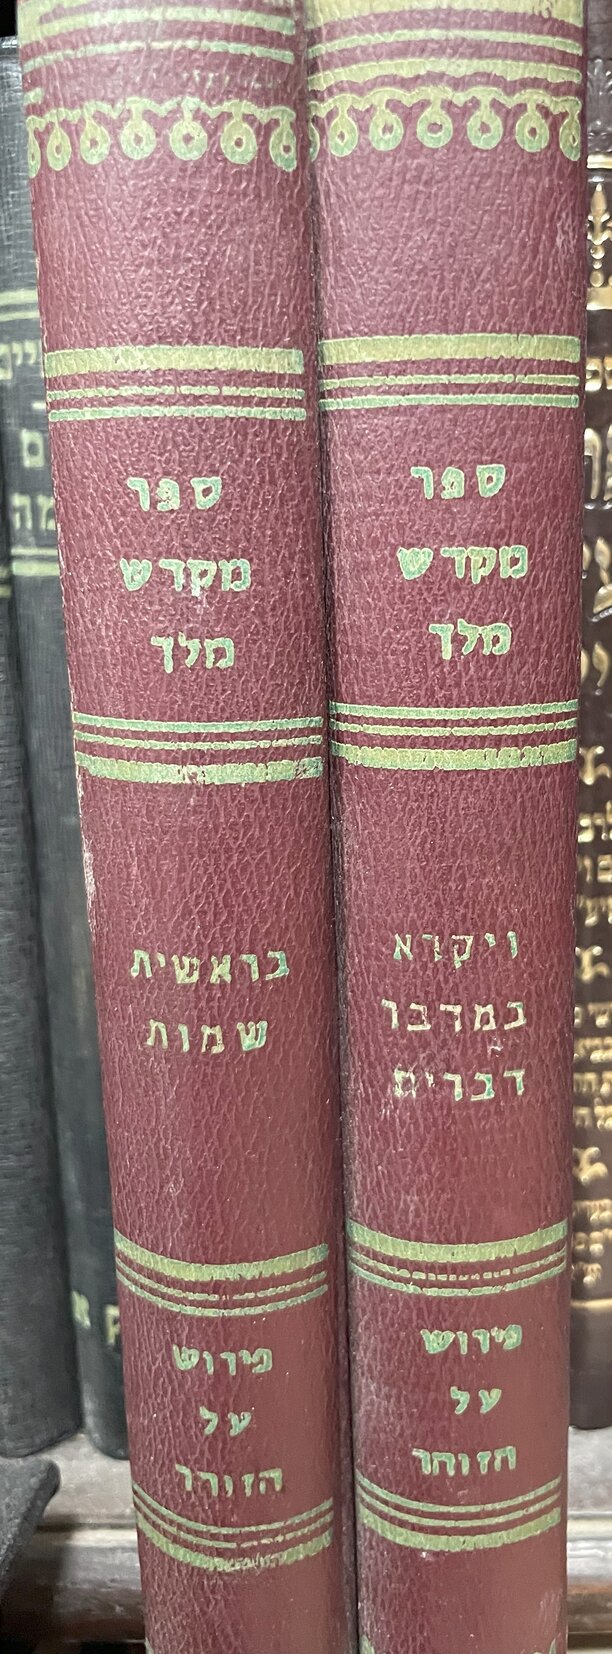 ספר
מקדש
מלך
בראשית
שמות
פירוש
על
הזוהר
ספר
מקדש
מלך
ויקרא
במדבר
דברים
פירוש
על
הזוהר